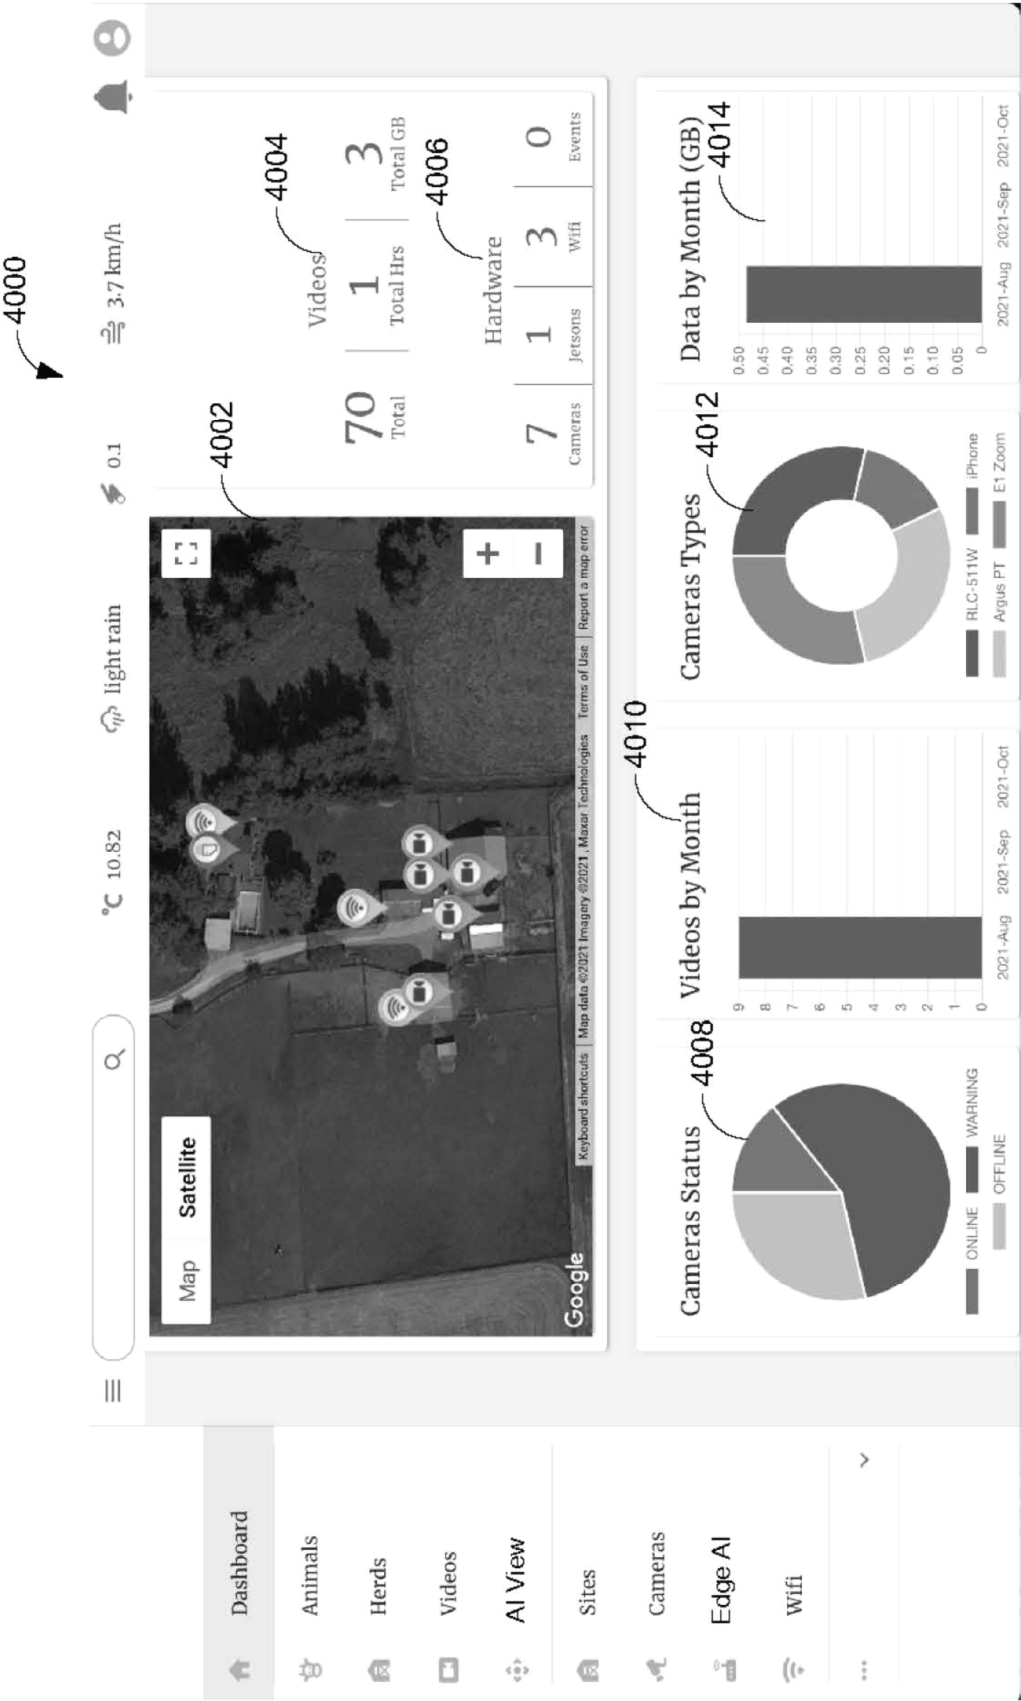 4000
℃ 10.82
light rain
0.1
3.7 km/h
Dashboard
Animals
Herds
Videos
AI View
Sites
Cameras
Edge AI
Wifi
...
Map Satellite
+
−
Google
Keyboard shortcuts Map data ©2021 Imagery ©2021, Maxar Technologies Terms of Use Report a map error
4002
Videos
4004
70 1 3
Total Total Hrs Total GB
Hardware
4006
7 1 3 0
Cameras Jetsons Wifi Events
Cameras Status
4008
ONLINE WARNING
OFFLINE
Videos by Month
4010
9
8
7
6
5
4
3
2
1
0
2021-Aug 2021-Sep 2021-Oct
Cameras Types
4012
RLC-511W iPhone
Argus PT E1 Zoom
Data by Month (GB)
4014
0.50
0.45
0.40
0.35
0.30
0.25
0.20
0.15
0.10
0.05
0
2021-Aug 2021-Sep 2021-Oct